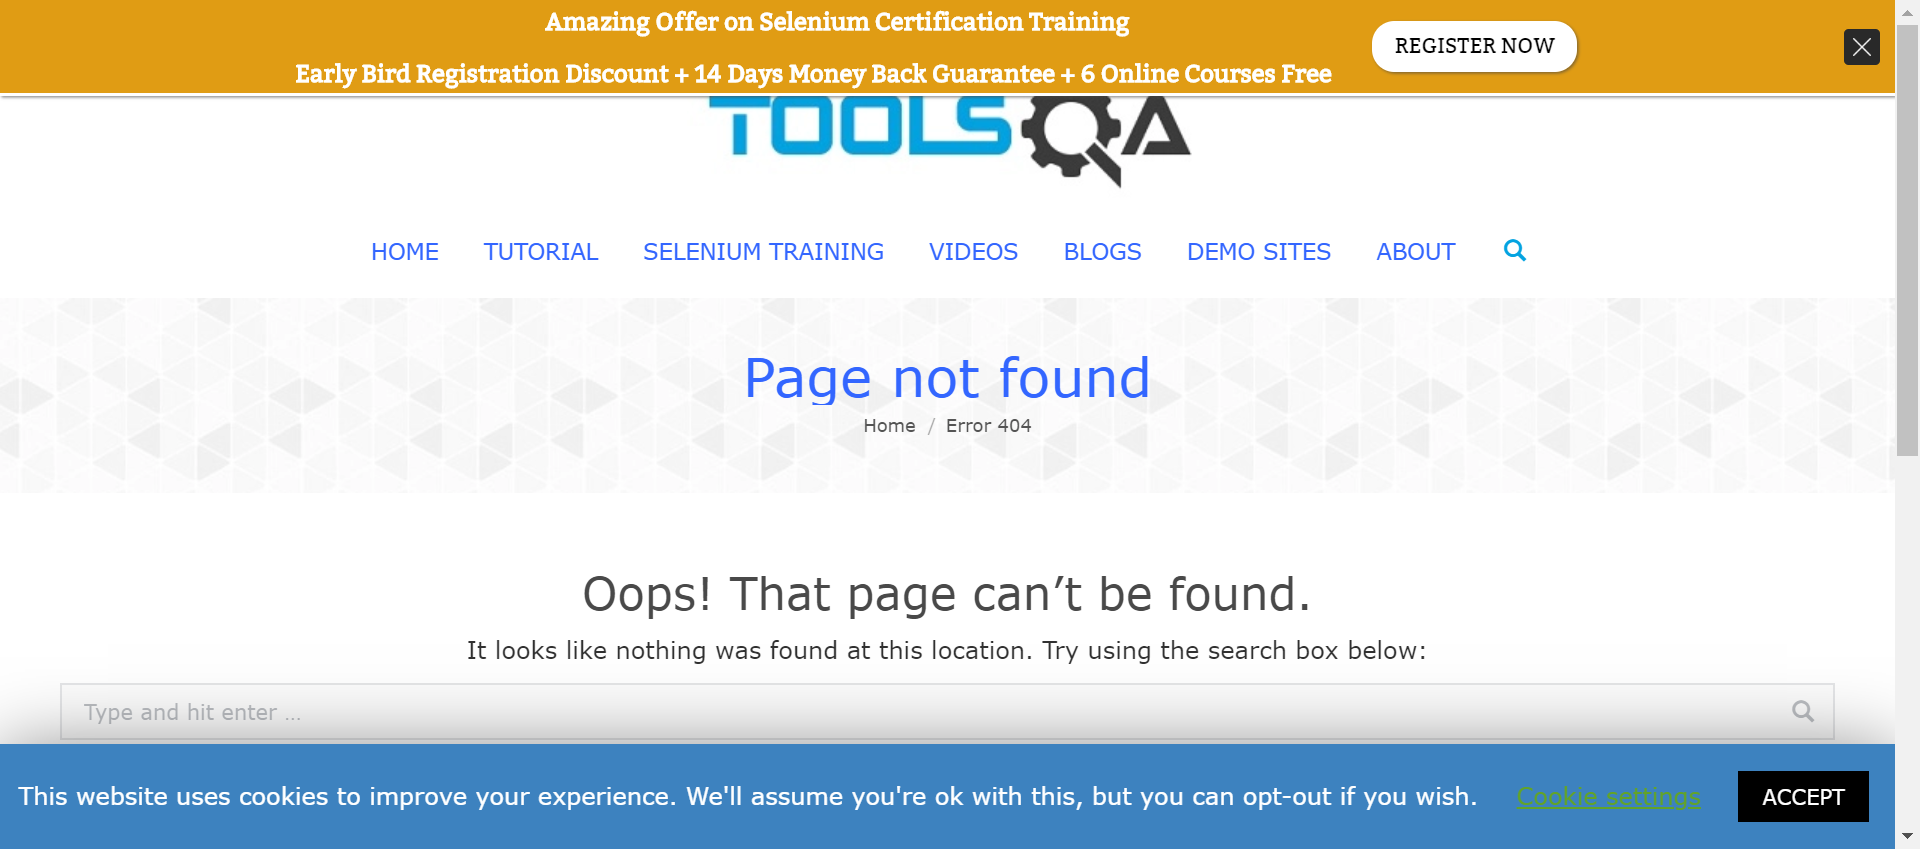 Amazing Offer on Selenium Certification Training
Early Bird Registration Discount + 14 Days Money Back Guarantee + 6 Online Courses Free
REGISTER NOW
TOOLSQA
HOME TUTORIAL SELENIUM TRAINING VIDEOS BLOGS DEMO SITES ABOUT
Page not found
Home / Error 404
Oops! That page can’t be found.
It looks like nothing was found at this location. Try using the search box below:
Type and hit enter …
This website uses cookies to improve your experience. We'll assume you're ok with this, but you can opt-out if you wish. Cookie settings ACCEPT